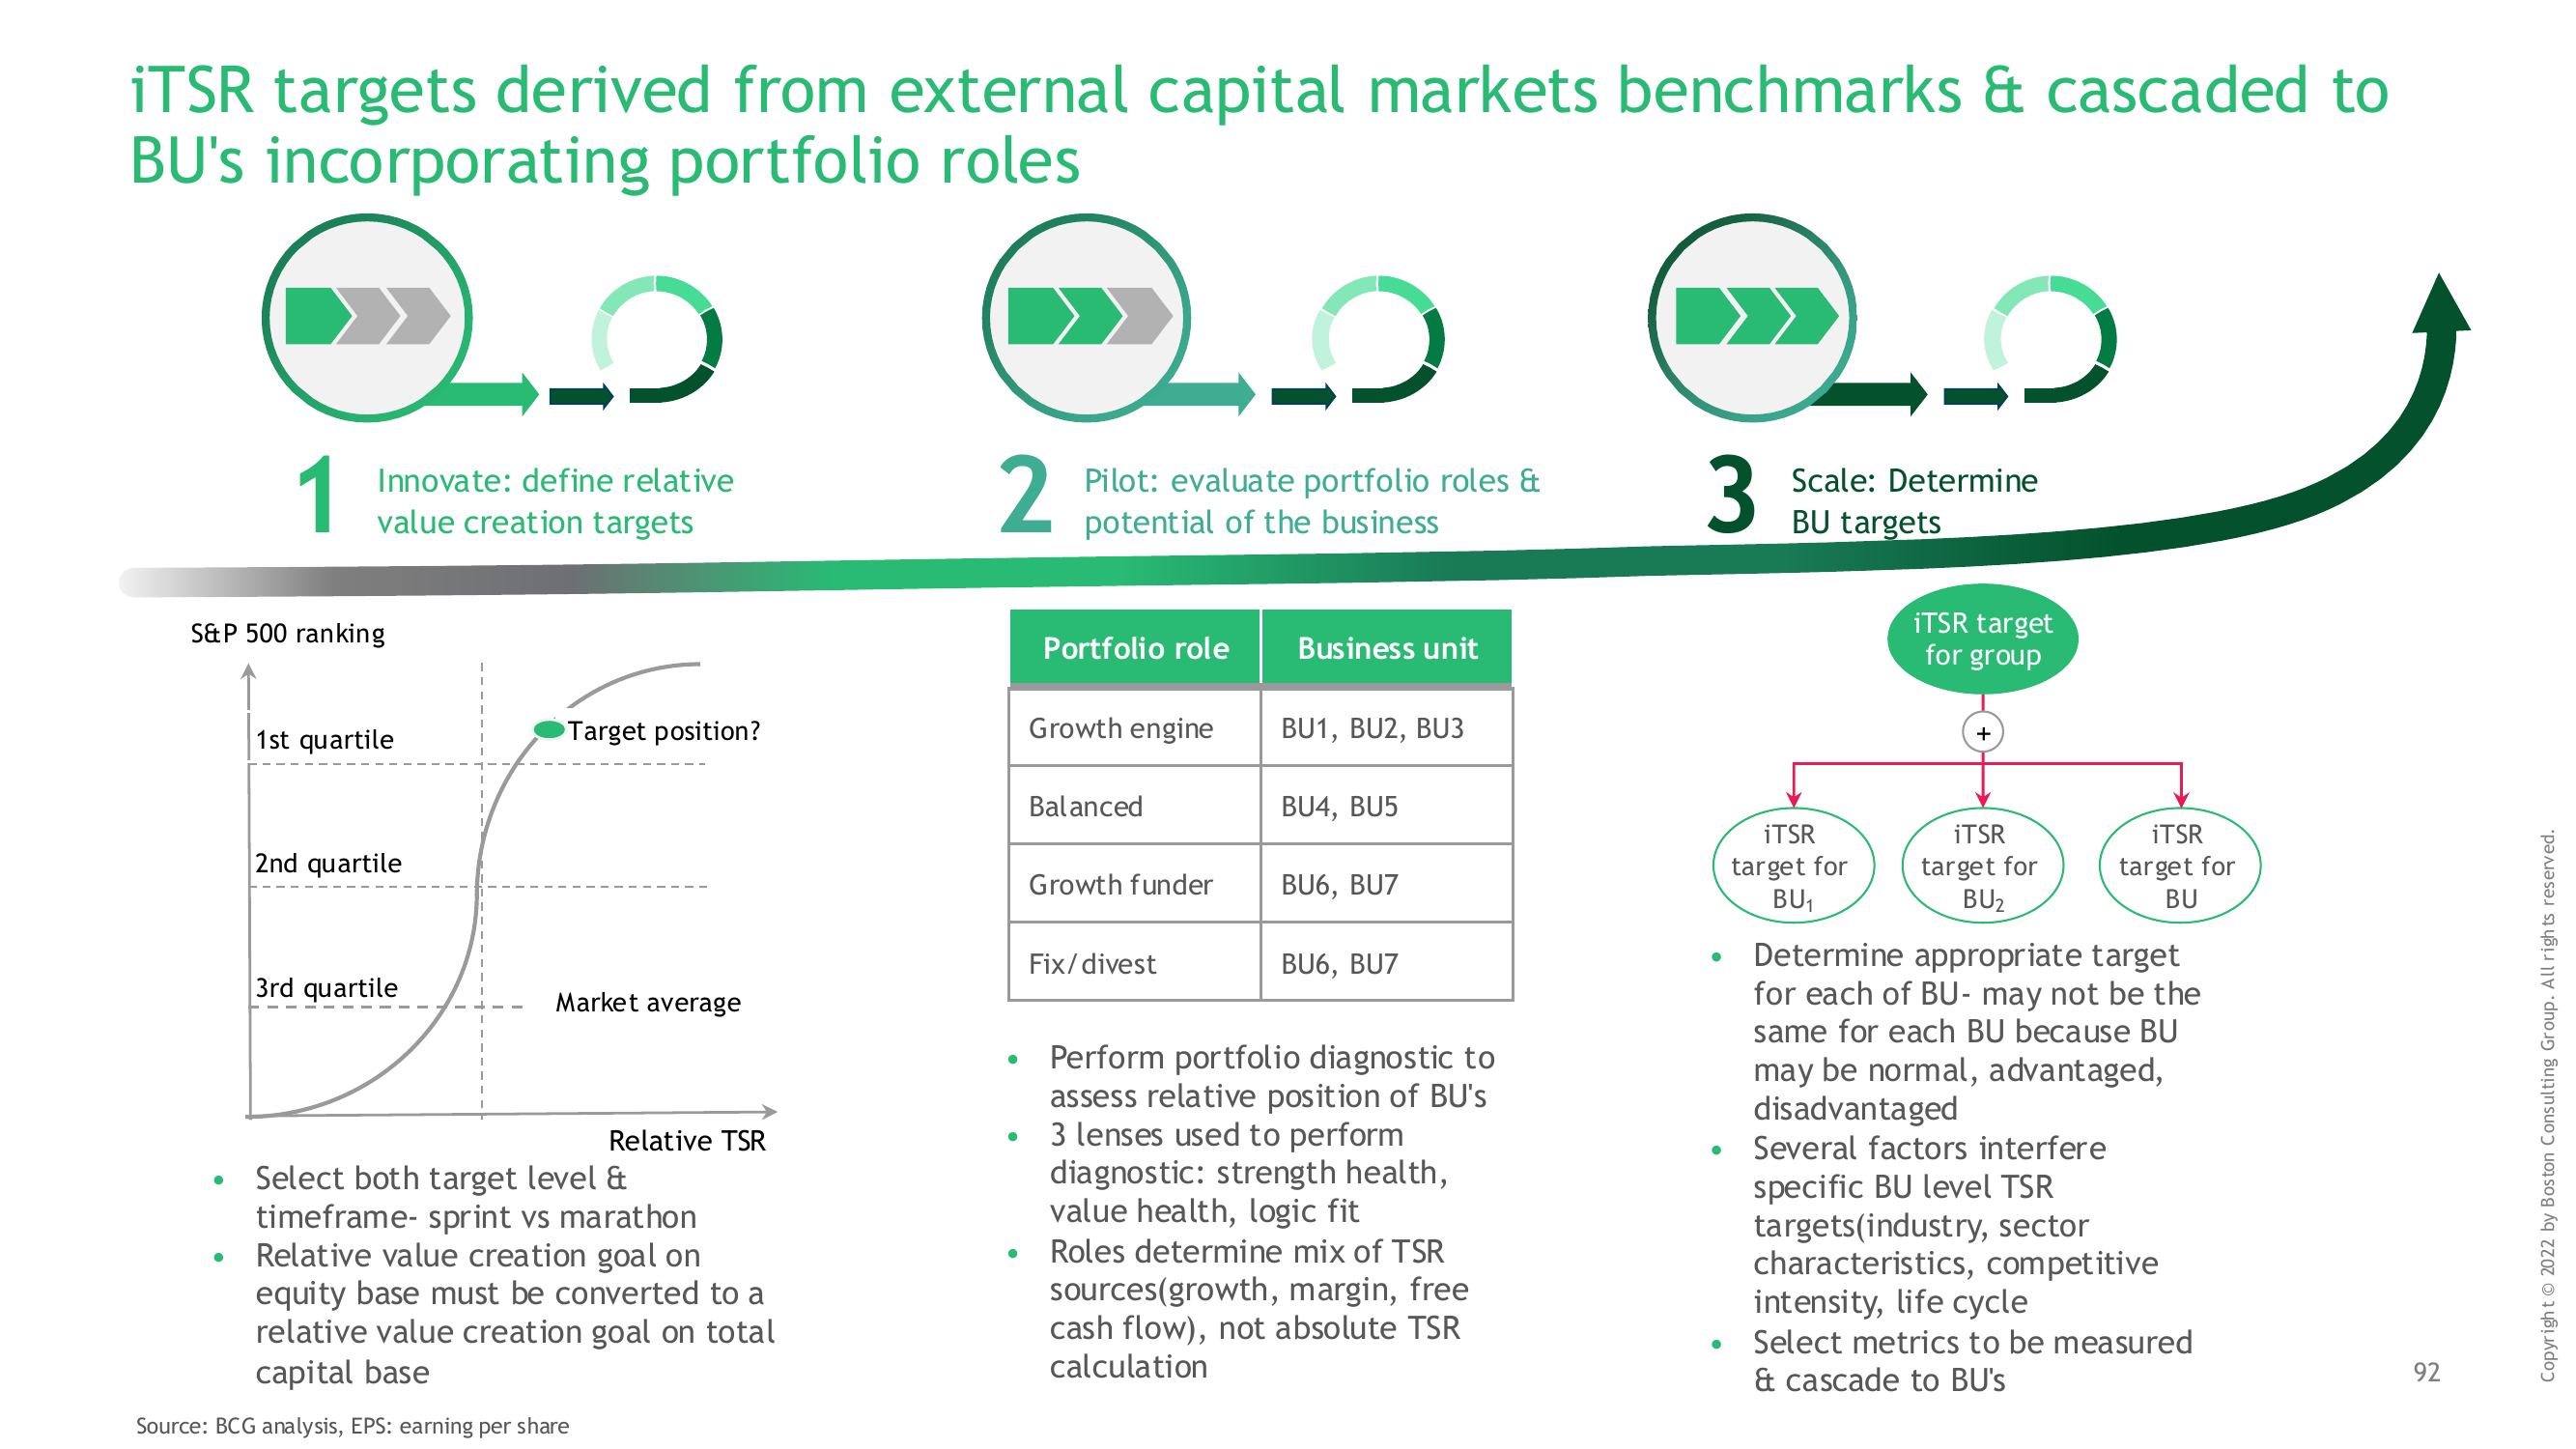 iTSR targets derived from external capital markets benchmarks & cascaded to
BU's incorporating portfolio roles
1
Innovate: define relative
value creation targets
2
Pilot: evaluate portfolio roles &
potential of the business
3
Scale: Determine
BU targets
S&P 500 ranking
1st quartile
Target position?
2nd quartile
3rd quartile
Market average
Relative TSR
• Select both target level &
timeframe- sprint vs marathon
• Relative value creation goal on
equity base must be converted to a
relative value creation goal on total
capital base
Portfolio role Business unit
Growth engine BU1, BU2, BU3
Balanced BU4, BU5
Growth funder BU6, BU7
Fix/divest BU6, BU7
• Perform portfolio diagnostic to
assess relative position of BU's
• 3 lenses used to perform
diagnostic: strength health,
value health, logic fit
• Roles determine mix of TSR
sources(growth, margin, free
cash flow), not absolute TSR
calculation
iTSR target
for group
+
iTSR
target for
BU₁
iTSR
target for
BU₂
iTSR
target for
BU
• Determine appropriate target
for each of BU- may not be the
same for each BU because BU
may be normal, advantaged,
disadvantaged
• Several factors interfere
specific BU level TSR
targets(industry, sector
characteristics, competitive
intensity, life cycle
• Select metrics to be measured
& cascade to BU's
Source: BCG analysis, EPS: earning per share
92
Copyright © 2022 by Boston Consulting Group. All rights reserved.